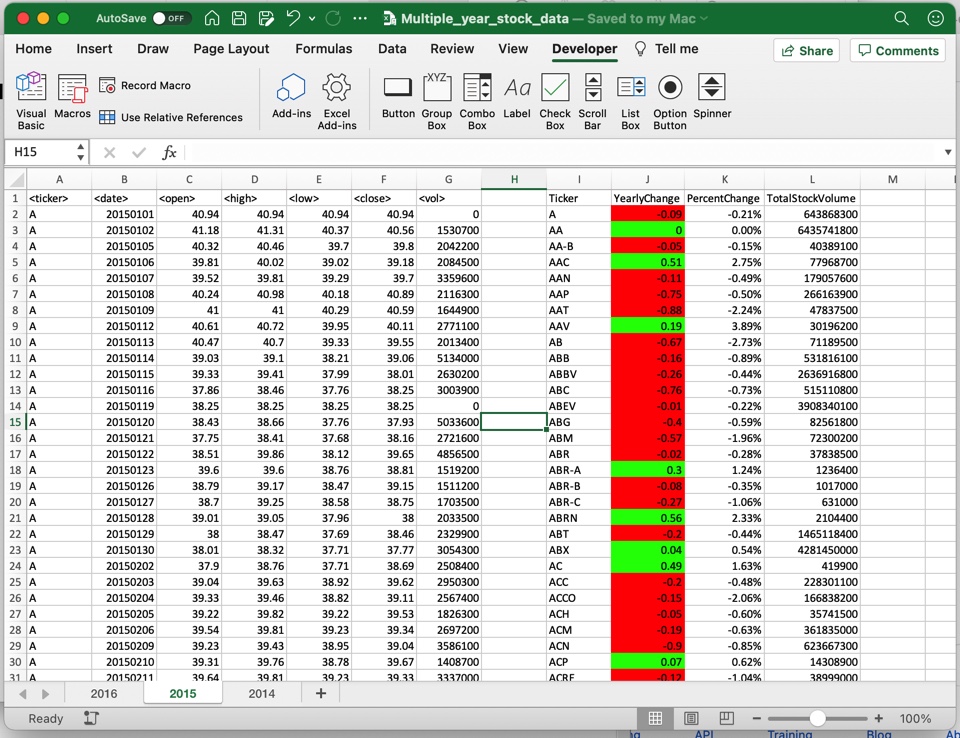 AutoSave OFF Multiple_year_stock_data — Saved to my Mac
Home Insert Draw Page Layout Formulas Data Review View Developer Tell me Share Comments
Visual Basic Macros Record Macro Use Relative References Add-ins Excel Add-ins Button XYZ Group Box Combo Box Aa Label Check Box Scroll Bar List Box Option Button Spinner
H15 fx
A B C D E F G H I J K L M
1 <ticker> <date> <open> <high> <low> <close> <vol> Ticker YearlyChange PercentChange TotalStockVolume
2 A 20150101 40.94 40.94 40.94 40.94 0 A -0.09 -0.21% 643868300
3 A 20150102 41.18 41.31 40.37 40.56 1530700 AA 0 0.00% 6435741800
4 A 20150105 40.32 40.46 39.7 39.8 2042200 AA-B -0.05 -0.15% 40389100
5 A 20150106 39.81 40.02 39.02 39.18 2084500 AAC 0.51 2.75% 77968700
6 A 20150107 39.52 39.81 39.29 39.7 3359600 AAN -0.11 -0.49% 179057600
7 A 20150108 40.24 40.98 40.18 40.89 2116300 AAP -0.75 -0.50% 266163900
8 A 20150109 41 41 40.29 40.59 1644900 AAT -0.88 -2.24% 47837500
9 A 20150112 40.61 40.72 39.95 40.11 2771100 AAV 0.19 3.89% 30196200
10 A 20150113 40.47 40.7 39.33 39.55 2013400 AB -0.67 -2.73% 71189500
11 A 20150114 39.03 39.1 38.21 39.06 5134000 ABB -0.16 -0.89% 531816100
12 A 20150115 39.33 39.41 37.99 38.01 2630200 ABBV -0.26 -0.44% 2636916800
13 A 20150116 37.86 38.46 37.76 38.25 3003900 ABC -0.76 -0.73% 515110800
14 A 20150119 38.25 38.25 38.25 38.25 0 ABEV -0.01 -0.22% 3908340100
15 A 20150120 38.43 38.66 37.76 37.93 5033600 ABG -0.4 -0.59% 82561800
16 A 20150121 37.75 38.41 37.68 38.16 2721600 ABM -0.57 -1.96% 72300200
17 A 20150122 38.51 39.86 38.12 39.65 4856500 ABR -0.02 -0.28% 37838500
18 A 20150123 39.6 39.6 38.76 38.81 1519200 ABR-A 0.3 1.24% 1236400
19 A 20150126 38.79 39.17 38.47 39.15 1511200 ABR-B -0.08 -0.35% 1017000
20 A 20150127 38.7 39.25 38.58 38.75 1703500 ABR-C -0.27 -1.06% 631000
21 A 20150128 39.01 39.05 37.96 38 2033500 ABRN 0.56 2.33% 2104400
22 A 20150129 38 38.47 37.69 38.46 2329900 ABT -0.2 -0.44% 1465118400
23 A 20150130 38.01 38.32 37.71 37.77 3054300 ABX 0.04 0.54% 4281450000
24 A 20150202 37.9 38.76 37.71 38.69 2508400 AC 0.49 1.63% 419900
25 A 20150203 39.04 39.63 38.92 39.62 2950300 ACC -0.2 -0.48% 228301100
26 A 20150204 39.33 39.46 38.82 39.11 2567400 ACCO -0.15 -2.06% 166838200
27 A 20150205 39.22 39.82 39.22 39.53 1826300 ACH -0.05 -0.60% 35741500
28 A 20150206 39.54 39.81 39.23 39.34 2697200 ACM -0.19 -0.63% 361835000
29 A 20150209 39.23 39.43 38.95 39.04 3586100 ACN -0.9 -0.85% 623667300
30 A 20150210 39.31 39.76 38.78 39.67 1408700 ACP 0.07 0.62% 14308900
31 A 20150211 39.64 39.81 39.23 39.33 3337000 ACRE -0.12 -1.04% 38999000
2016 2015 2014 +
Ready 100%
API Training Blog